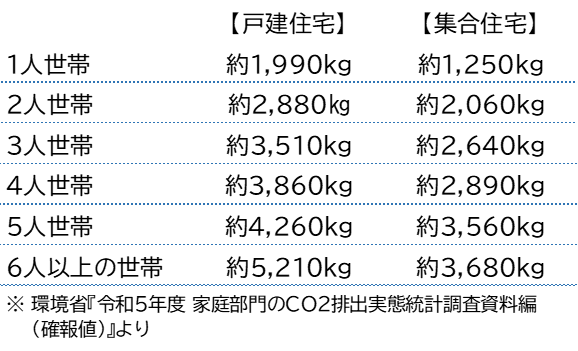 【戸建住宅】 【集合住宅】
1人世帯 約1,990kg 約1,250kg
2人世帯 約2,880kg 約2,060kg
3人世帯 約3,510kg 約2,640kg
4人世帯 約3,860kg 約2,890kg
5人世帯 約4,260kg 約3,560kg
6人以上の世帯 約5,210kg 約3,680kg
※ 環境省『令和5年度 家庭部門のCO2排出実態統計調査資料編
(確報値)』より